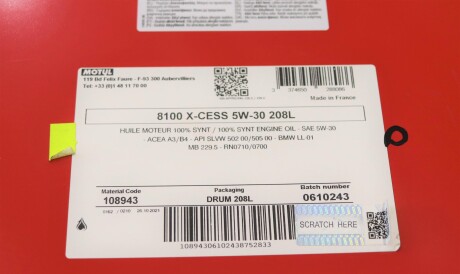 MOTUL
119 Bd Felix Faure - F-93 300 Aubervilliers
Tel: +33 (0)1 48 11 70 00
Made in France
8100 X-CESS 5W-30 208L
HUILE MOTEUR 100% SYNT / 100% SYNT ENGINE OIL - SAE 5W-30
ACEA A3/B4 - API SL/VW 502 00/505 00 - BMW LL 01
MB 229.5 - RN0710/0700
Material Code
Packaging
Batch number
108943
DRUM 208L
0610243
SCRATCH HERE
10894306102438752833